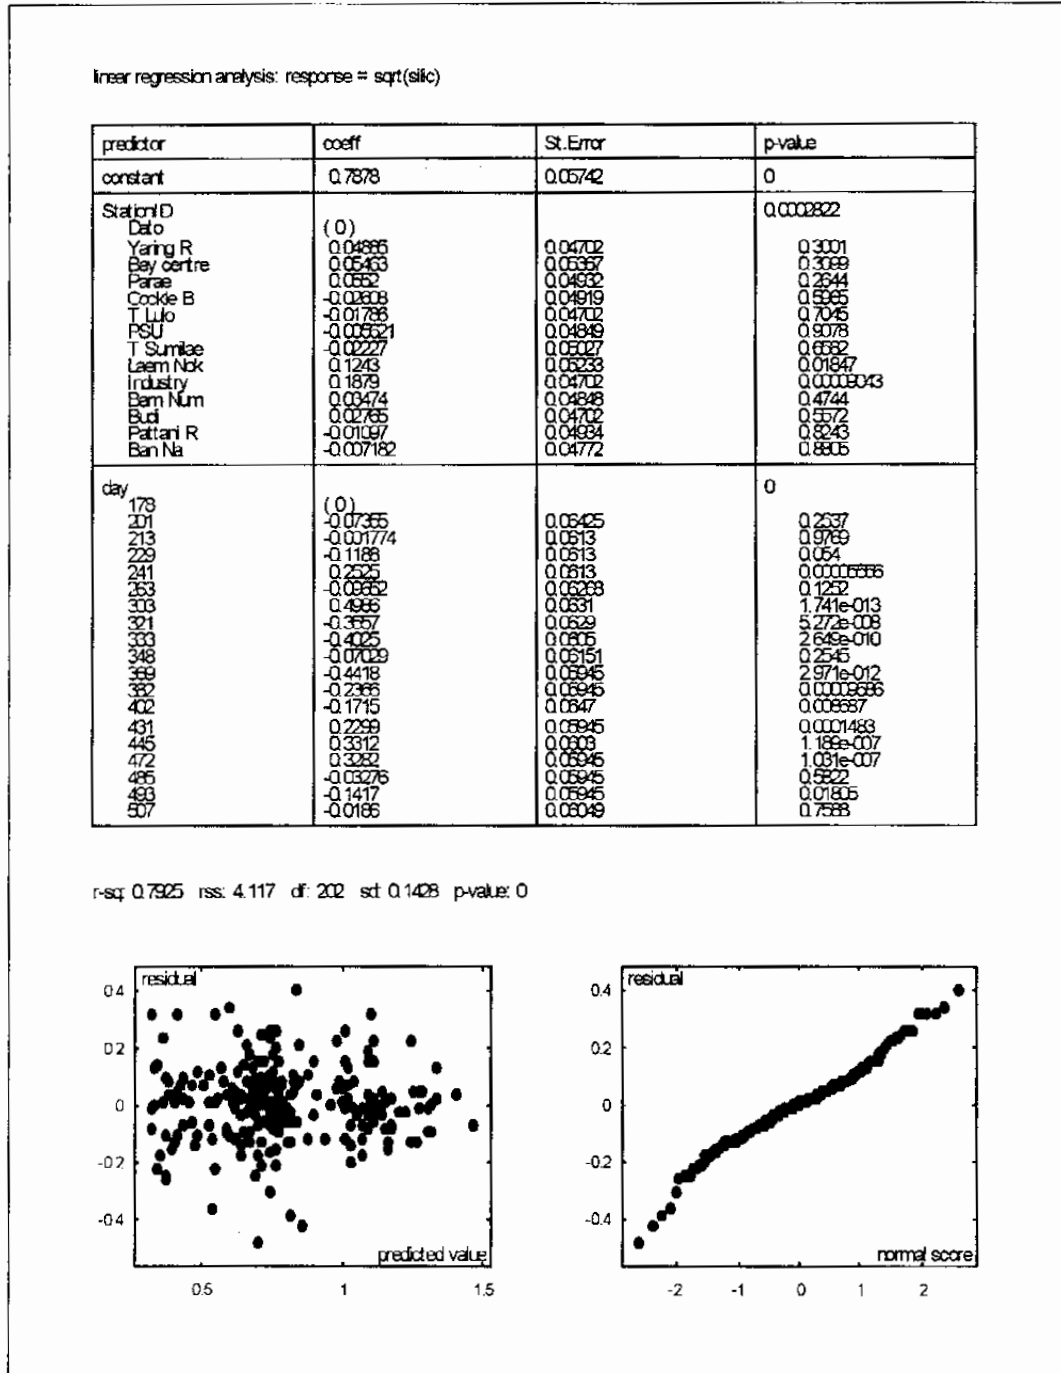 linear regression analysis: response = sqrt(silic)
predictor coeff St.Error p-value
constant 0.7878 0.05742 0
StationID 0.0002822
Dato (0)
Yaring R 0.04885 0.04702 0.3001
Bay centre 0.05463 0.05367 0.3099
Parae 0.0552 0.04932 0.2644
Cockle B -0.02608 0.04919 0.5965
T Lulo -0.01786 0.04702 0.7045
PSU -0.005621 0.04849 0.9078
T Sumilae -0.02227 0.05027 0.6582
Laem Nok 0.1243 0.05233 0.01847
Industry 0.1879 0.04702 0.00009043
Bam Num 0.03474 0.04848 0.4744
Budi 0.02765 0.04702 0.5572
Pattani R -0.01097 0.04934 0.8243
Ban Na -0.007182 0.04772 0.8805
day 0
178 (0)
201 -0.07355 0.06425 0.2537
213 -0.001774 0.0613 0.9769
229 -0.1188 0.0613 0.054
241 0.2525 0.0613
263 0.06203 0.1252
303 0.4986 0.0631 1.741e-013
321 -0.3557 0.0629 5.272e-008
333 -0.4025 0.0605 2.649e-010
348 -0.07029 0.06151 0.2545
-0.4418 0.05945 2.971e-012
382 -0.2366 0.05945 0.00009686
402 -0.1715 0.0647 0.008687
431 0.2299 0.05945 0.0001483
445 0.3312 0.0603 1.189e-007
472 0.3282 0.05945 1.031e-007
485 -0.03276 0.05945 0.5822
493 -0.1417 0.05945 0.01805
507 -0.0186 0.06049 0.7588
r-sq: 0.7925 rss: 4.117 df: 202 sd: 0.1428 p-value: 0
residual
0.4
0.2
0
-0.2
-0.4
predicted value
0.5 1 1.5
residual
0.4
0.2
0
-0.2
-0.4
normal score
-2 -1 0 1 2